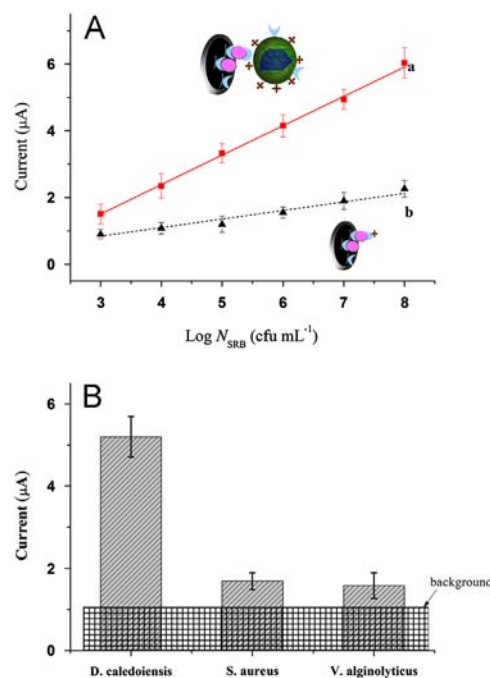 A
6
4
2
0
Current (μA)
a
b
3 4 5 6 7 8
Log N_SRB (cfu mL⁻¹)
B
6
4
2
0
Current (μA)
background
D. caledoiensis S. aureus V. alginolyticus